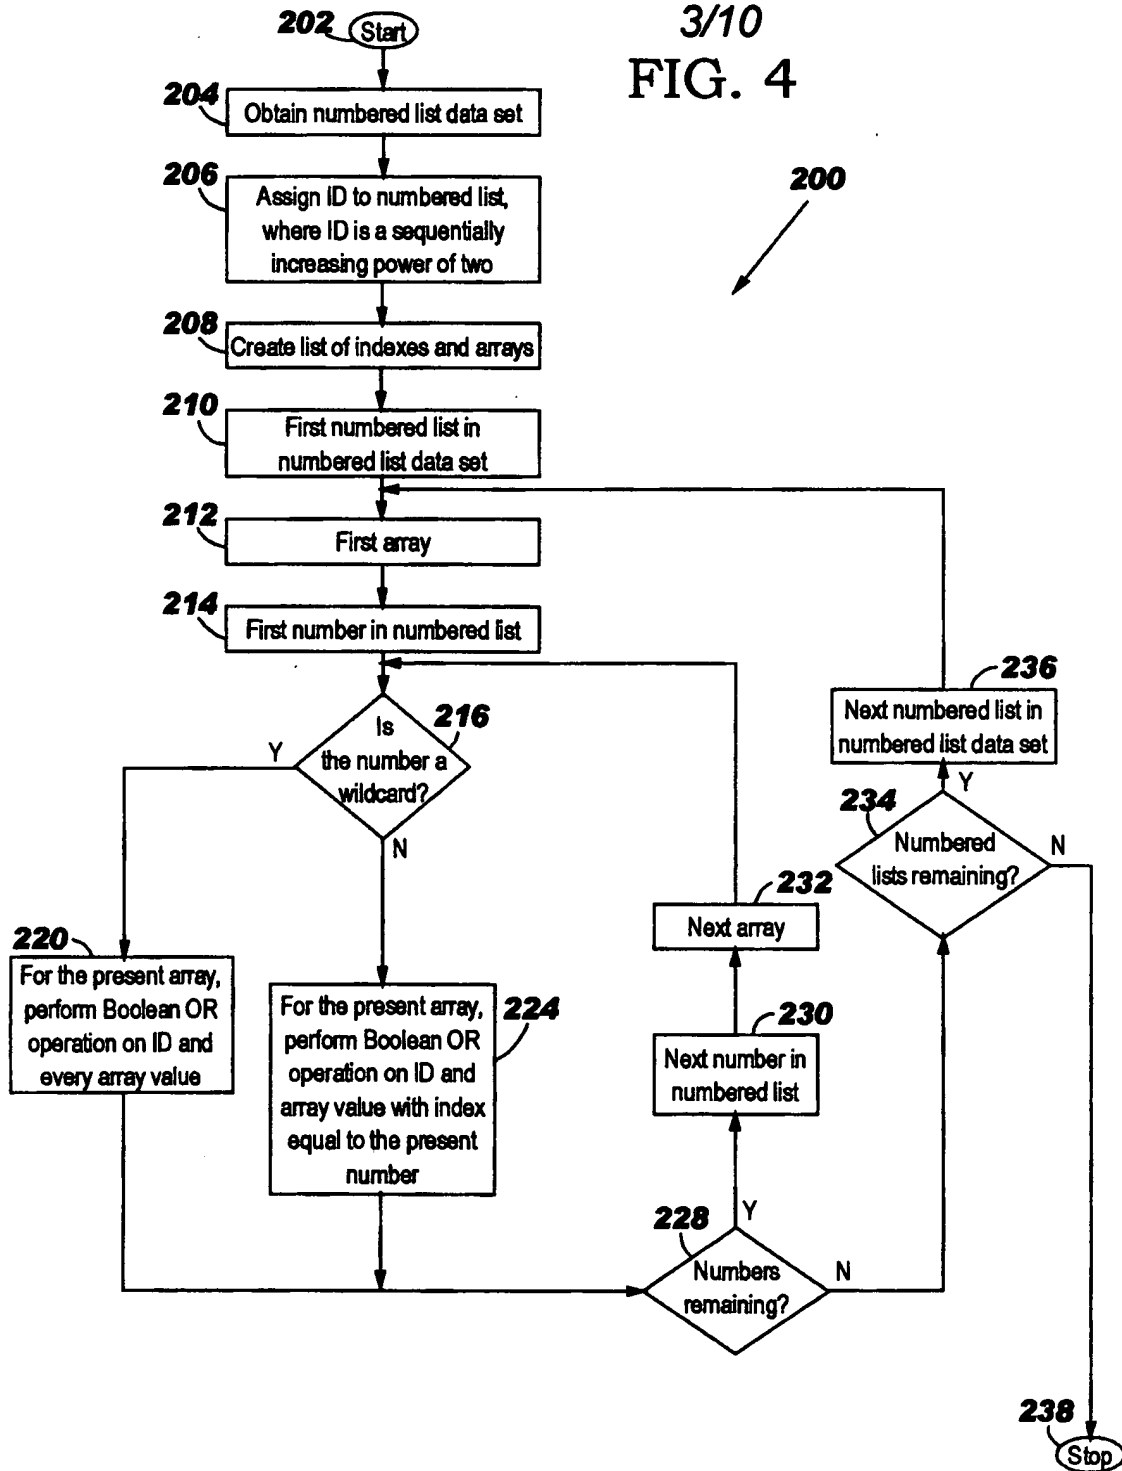 3/10
FIG. 4
200
202
Start
204
Obtain numbered list data set
206
Assign ID to numbered list,
where ID is a sequentially
increasing power of two
208
Create list of indexes and arrays
210
First numbered list in
numbered list data set
212
First array
214
First number in numbered list
216
Is
the number a
wildcard?
Y
N
220
For the present array,
perform Boolean OR
operation on ID and
every array value
224
For the present array,
perform Boolean OR
operation on ID and
array value with index
equal to the present
number
228
Numbers
remaining?
Y
N
230
Next number in
numbered list
232
Next array
234
Numbered
lists remaining?
Y
N
236
Next numbered list in
numbered list data set
238
Stop